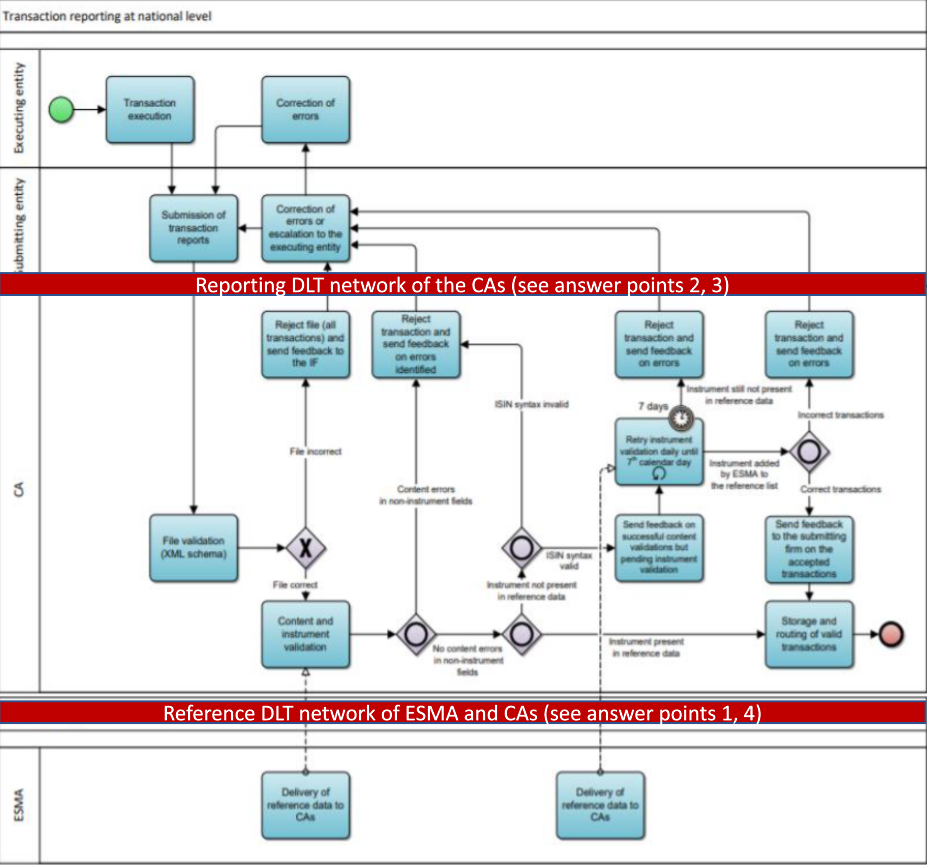 Transaction reporting at national level
Executing entity
Transaction
execution
Correction of
errors
Submitting entity
Submission of
transaction
reports
Correction of
errors or
escalation to the
executing entity
Reporting DLT network of the CAs (see answer points 2, 3)
CA
Reject file (all
transactions) and
send feedback to
the IF
Reject
transaction and
send feedback
on errors
identified
Reject
transaction and
send feedback
on errors
Reject
transaction and
send feedback
on errors
ISIN syntax invalid
7 days
Instrument still not present
in reference data
Incorrect transactions
File incorrect
Retry instrument
validation daily until
7th calendar day
Instrument added
by ESMA to
the reference list
Content errors
in non-instrument fields
Correct transactions
File validation
(XML schema)
X
ISIN syntax
valid
Send feedback on
successful content
validations but
pending instrument
validation
Send feedback
to the submitting
firm on the
accepted
transactions
File correct
Instrument not present
in reference data
Content and
instrument
validation
No content errors
in non-instrument
fields
Instrument present
in reference data
Storage and
routing of valid
transactions
Reference DLT network of ESMA and CAs (see answer points 1, 4)
ESMA
Delivery of
reference data to
CAs
Delivery of
reference data to
CAs